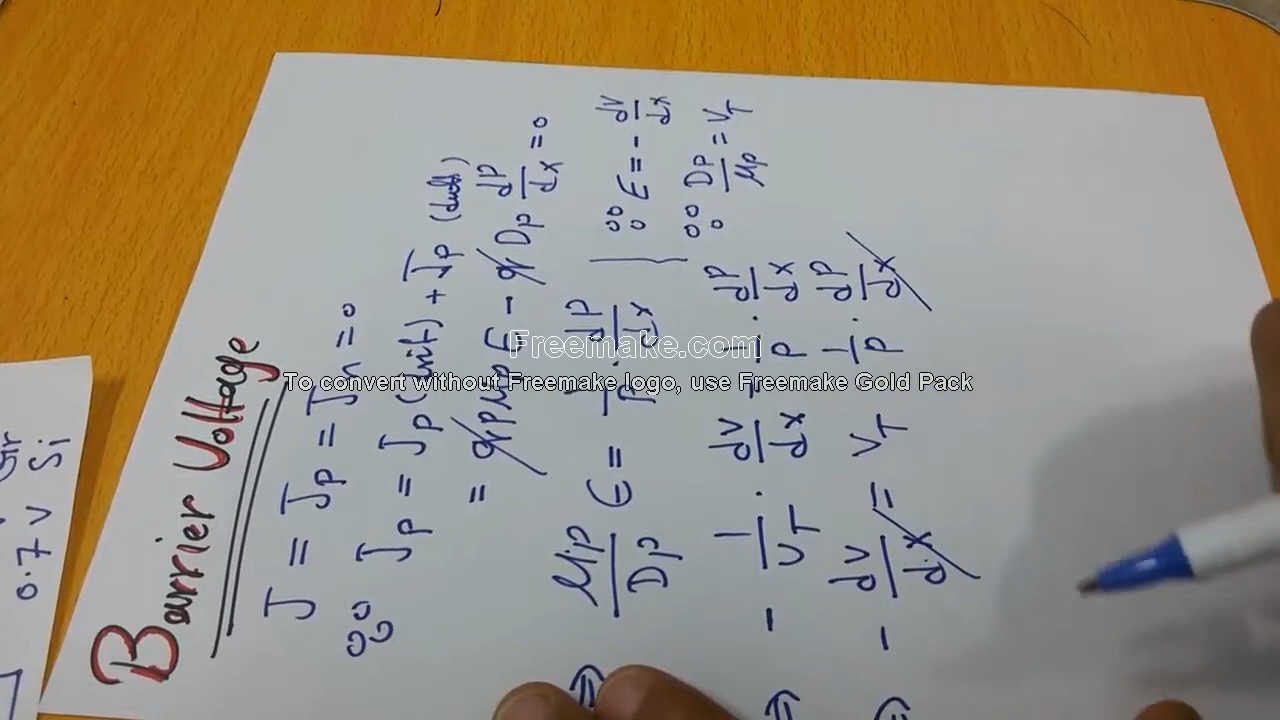 Barrier Voltage
J = Jp = Jn = 0
∴ Jp = Jp (drift) + Jp (diff)
= qpμpE - qDp dp/dx = 0
⇒ μp/Dp E = 1/p . dp/dx
∵ E = - dv/dx
∵ Dp/μp = VT
⇒ - 1/VT . dv/dx = 1/p . dp/dx
⇒ - dv/dx = VT 1/p . dp/dx
0.7 V Si
Freemake.com
To convert without Freemake logo, use Freemake Gold Pack